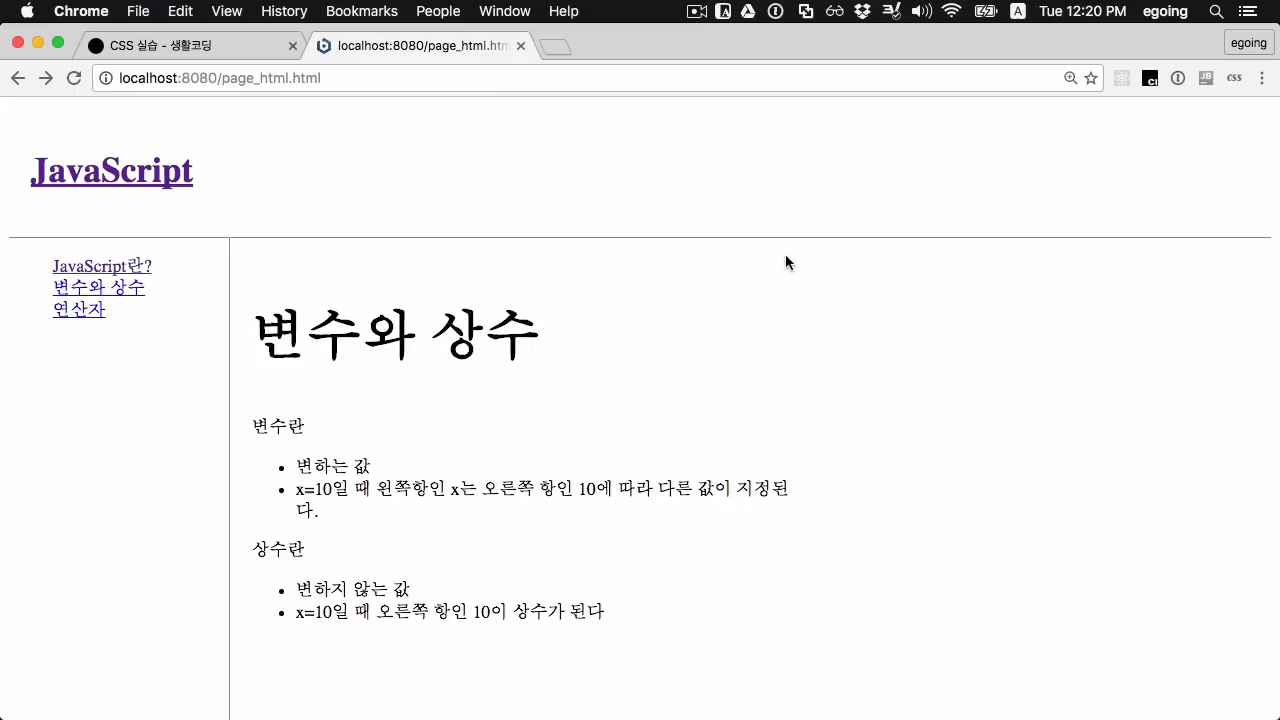 Chrome File Edit View History Bookmarks People Window Help Tue 12:20 PM egoing
CSS 실습 - 생활코딩
localhost:8080/page_html.htm
egoing
localhost:8080/page_html.html
JavaScript
JavaScript란?
변수와 상수
연산자
변수와 상수
변수란
변하는 값
x=10일 때 왼쪽항인 x는 오른쪽 항인 10에 따라 다른 값이 지정된
다.
상수란
변하지 않는 값
x=10일 때 오른쪽 항인 10이 상수가 된다